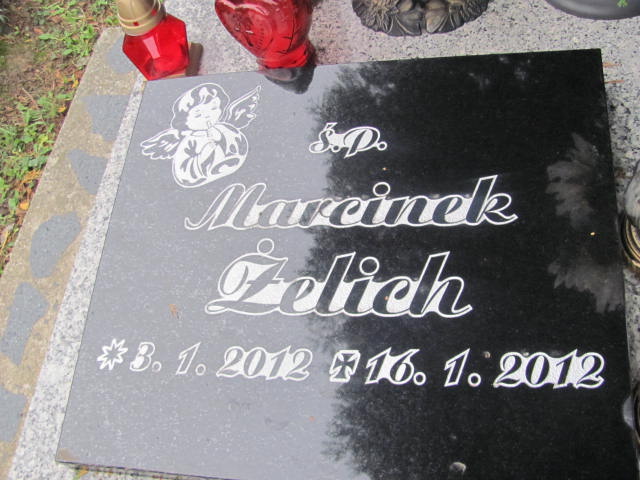 ś.p.
Marcinek
Żelich
* 3. 1. 2012 ✠ 16. 1. 2012